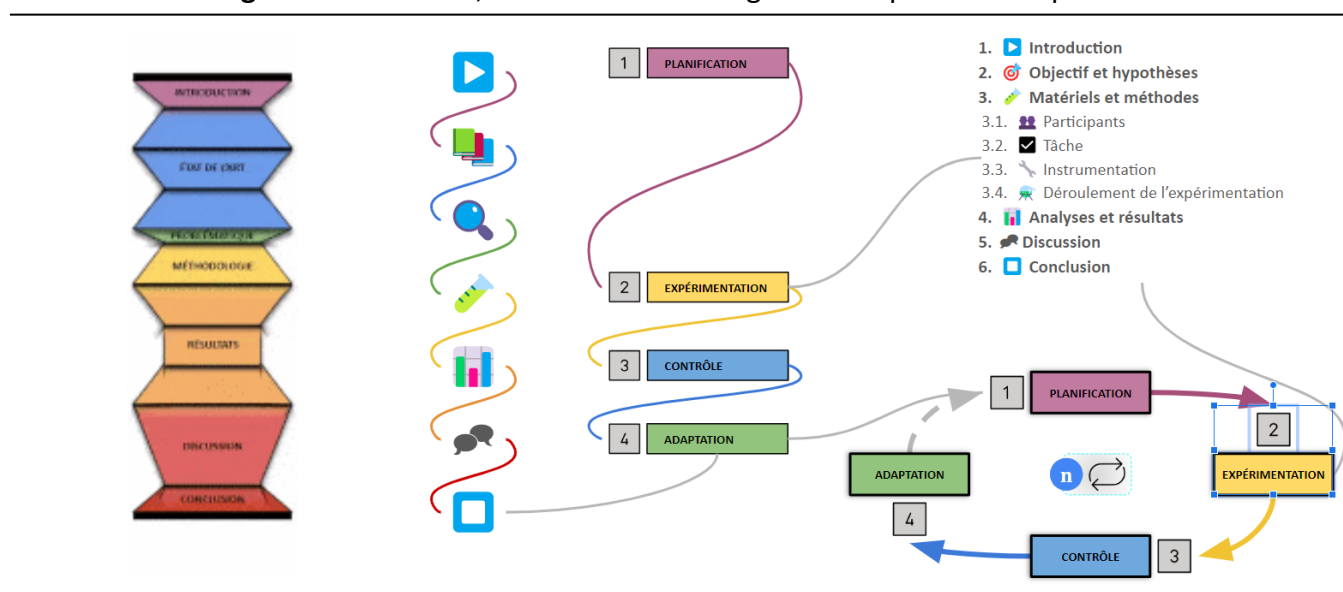 INTRODUCTION
ÉTAT DE L'ART
PROBLÉMATIQUE
MÉTHODOLOGIE
RÉSULTATS
DISCUSSION
CONCLUSION
1 PLANIFICATION
2 EXPÉRIMENTATION
3 CONTRÔLE
4 ADAPTATION
1. Introduction
2. Objectif et hypothèses
3. Matériels et méthodes
3.1. Participants
3.2. Tâche
3.3. Instrumentation
3.4. Déroulement de l'expérimentation
4. Analyses et résultats
5. Discussion
6. Conclusion
1 PLANIFICATION
2
EXPÉRIMENTATION
ADAPTATION
n
4
CONTRÔLE 3